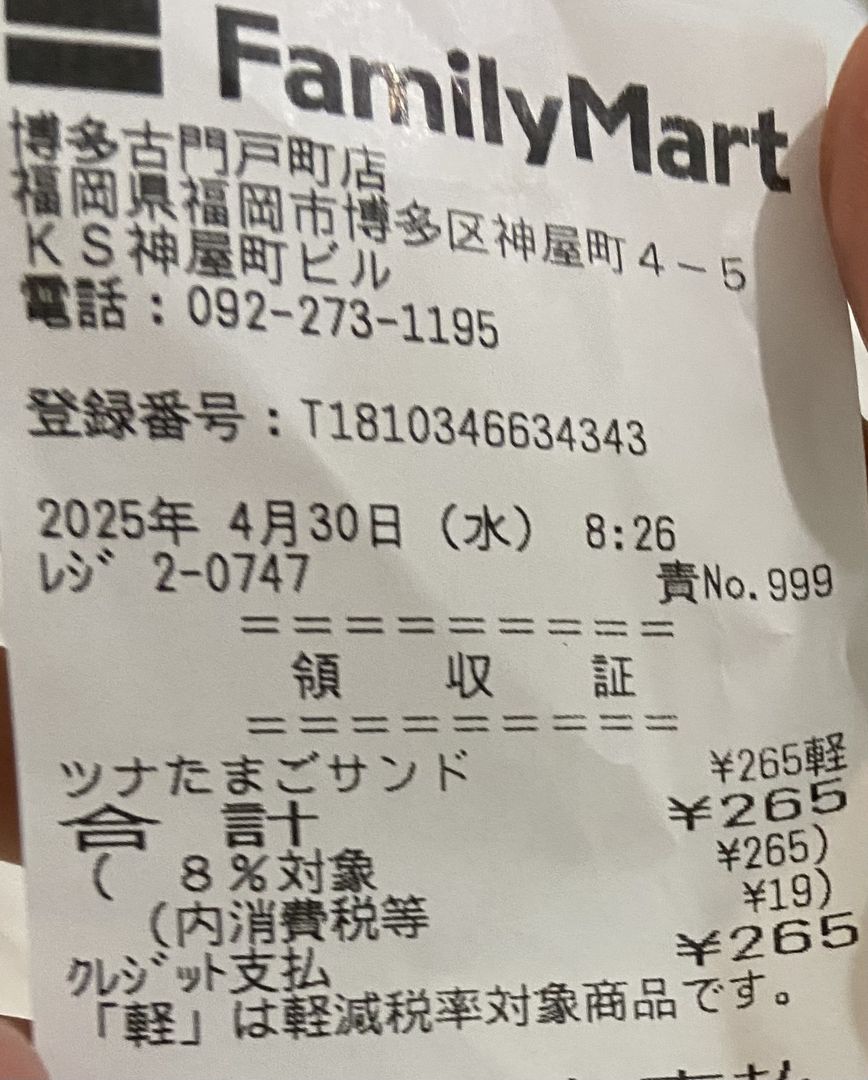 FamilyMart
博多古門戸町店
福岡県福岡市博多区神屋町4-5
KS神屋町ビル
電話:092-273-1195
登録番号:T1810346634343
2025年 4月30日(水) 8:26
レジ 2-0747 責No.999
=========
領 収 証
=========
ツナたまごサンド ¥265軽
合 計 ¥265
( 8%対象 ¥265)
(内消費税等 ¥19)
クレジット支払 ¥265
「軽」は軽減税率対象商品です。